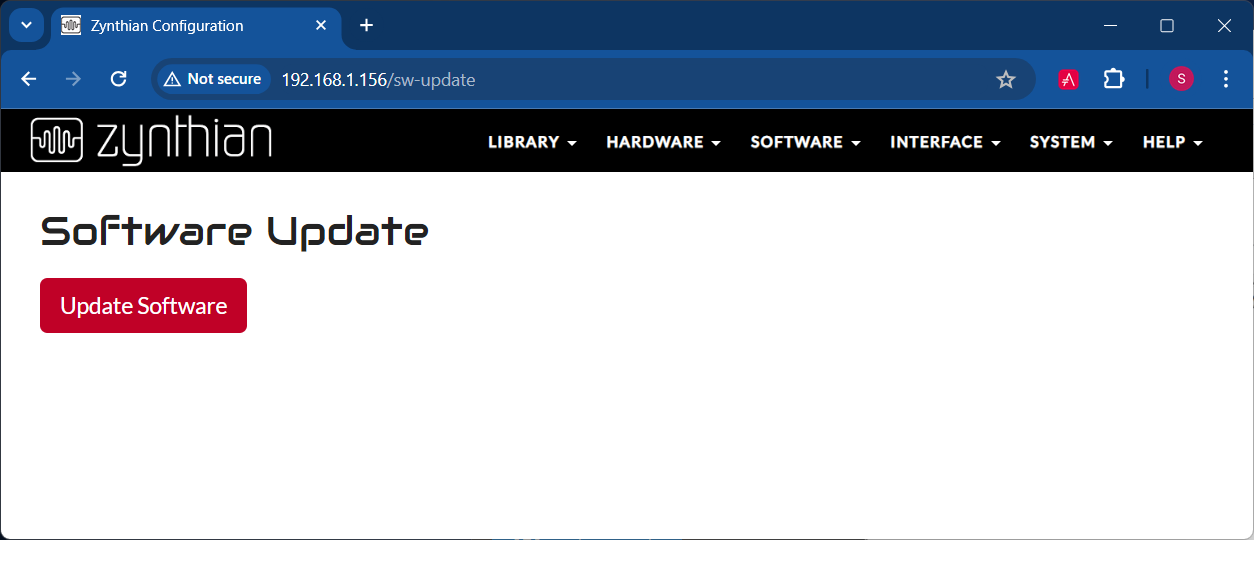 Zynthian Configuration
Not secure 192.168.1.156/sw-update S
zynthian LIBRARY HARDWARE SOFTWARE INTERFACE SYSTEM HELP
Software Update
Update Software